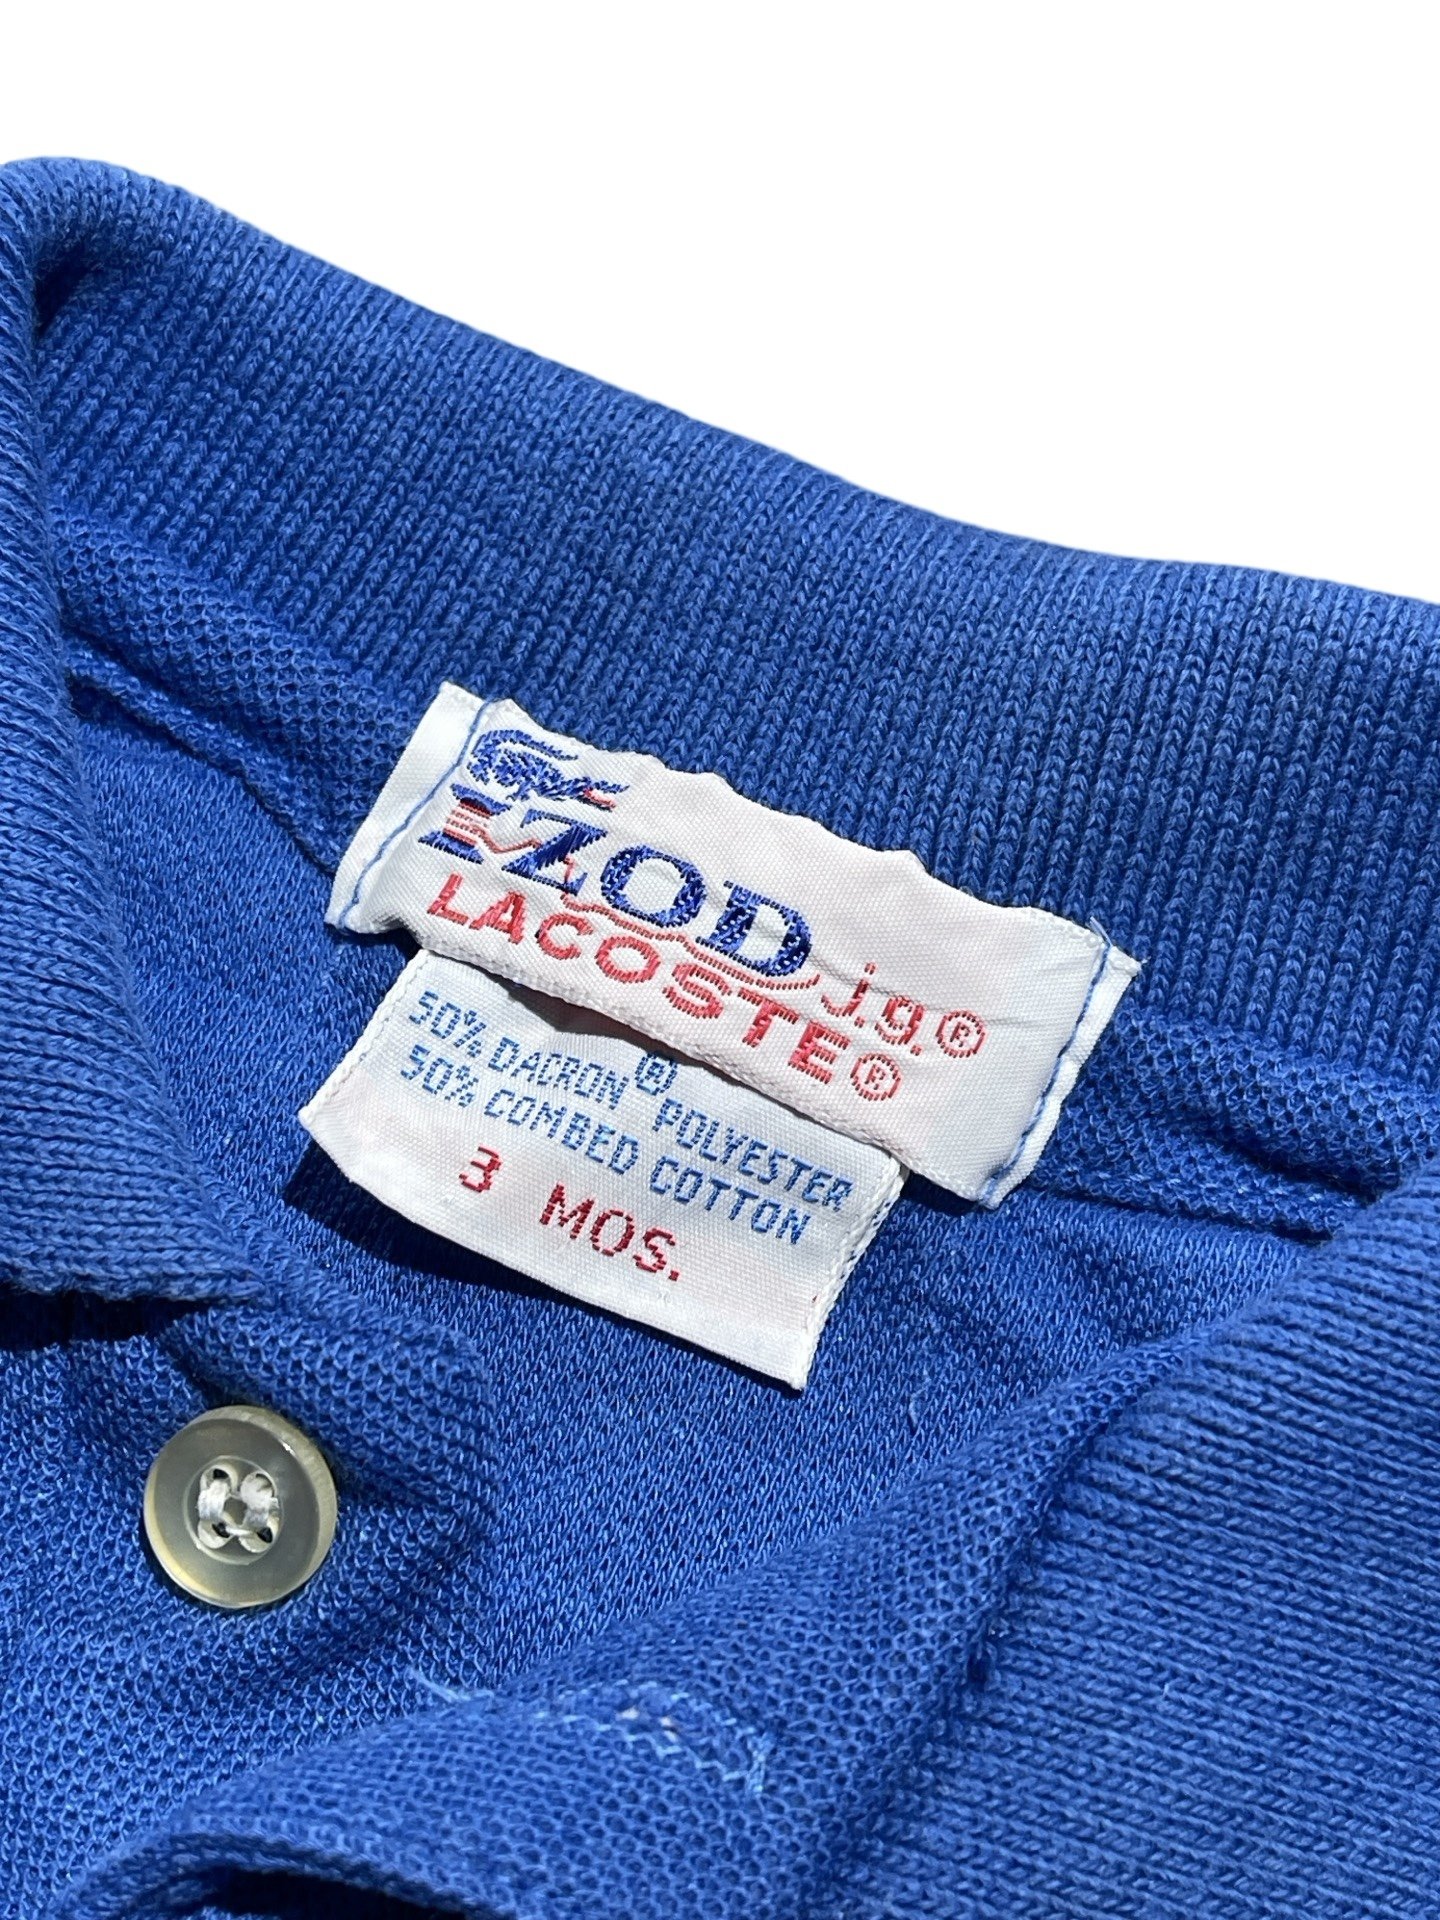 IZOD j.g.®
LACOSTE®
50% DACRON® POLYESTER
50% COMBED COTTON
3 MOS.